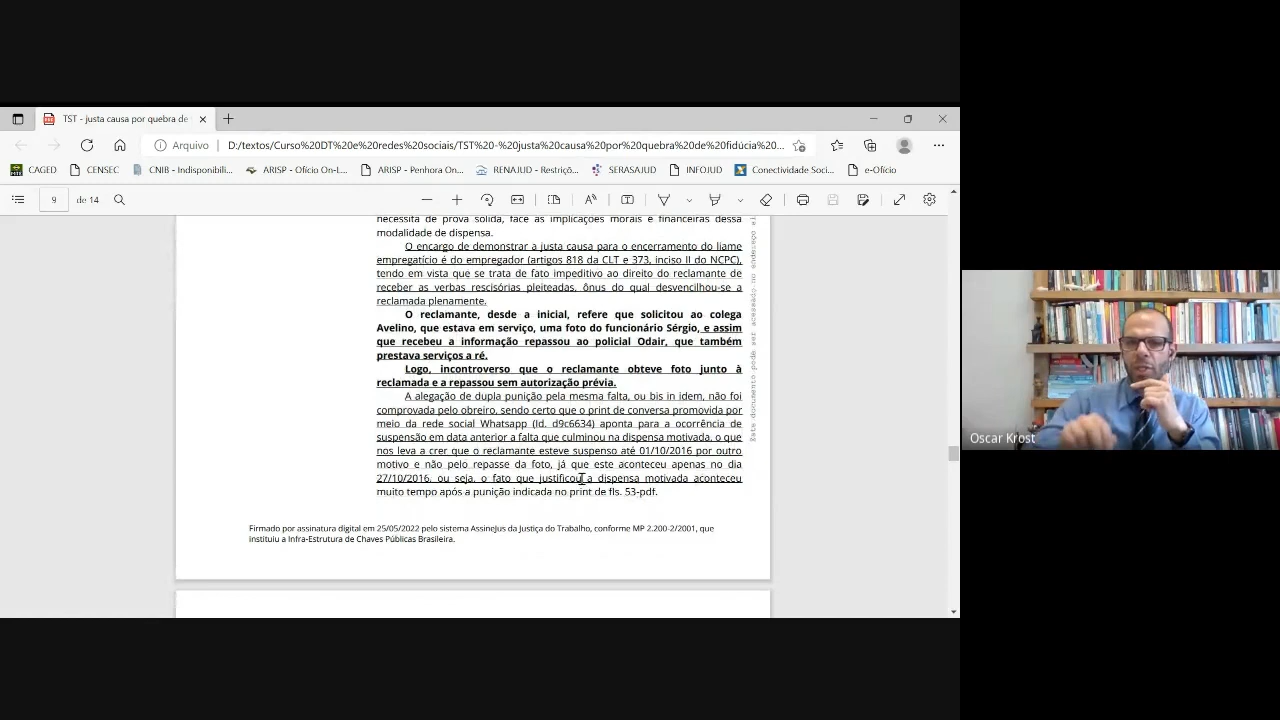 TST - justa causa por quebra de
Arquivo
D:/textos/Curso%20DT%20e%20redes%20sociais/TST%20-%20justa%20causa%20por%20quebra%20de%20fidúcia%20...
CAGED
CENSEC
CNIB - Indisponibili...
ARISP - Ofício On-L...
ARISP - Penhora On...
RENAJUD - Restriçõ...
SERASAJUD
INFOJUD
Conectividade Soci...
e-Ofício
9 de 14
necessita de prova sólida, face as implicações morais e financeiras dessa
modalidade de dispensa.
O encargo de demonstrar a justa causa para o encerramento do liame
empregatício é do empregador (artigos 818 da CLT e 373, inciso II do NCPC),
tendo em vista que se trata de fato impeditivo ao direito do reclamante de
receber as verbas rescisórias pleiteadas, ônus do qual desvencilhou-se a
reclamada plenamente.
O reclamante, desde a inicial, refere que solicitou ao colega
Avelino, que estava em serviço, uma foto do funcionário Sérgio, e assim
que recebeu a informação repassou ao policial Odair, que também
prestava serviços a ré.
Logo, incontroverso que o reclamante obteve foto junto à
reclamada e a repassou sem autorização prévia.
A alegação de dupla punição pela mesma falta, ou bis in idem, não foi
comprovada pelo obreiro, sendo certo que o print de conversa promovida por
meio da rede social Whatsapp (Id. d9c6634) aponta para a ocorrência de
suspensão em data anterior a falta que culminou na dispensa motivada, o que
nos leva a crer que o reclamante esteve suspenso até 01/10/2016 por outro
motivo e não pelo repasse da foto, já que este aconteceu apenas no dia
27/10/2016, ou seja, o fato que justificou a dispensa motivada aconteceu
muito tempo após a punição indicada no print de fls. 53-pdf.
Firmado por assinatura digital em 25/05/2022 pelo sistema AssineJus da Justiça do Trabalho, conforme MP 2.200-2/2001, que
instituiu a Infra-Estrutura de Chaves Públicas Brasileira.
Este documento pode ser acessado no endereço el
Oscar Krost